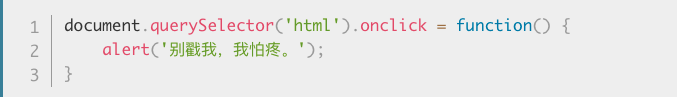 1 document.querySelector('html').onclick = function() {
2     alert('别戳我，我怕疼。');
3 }